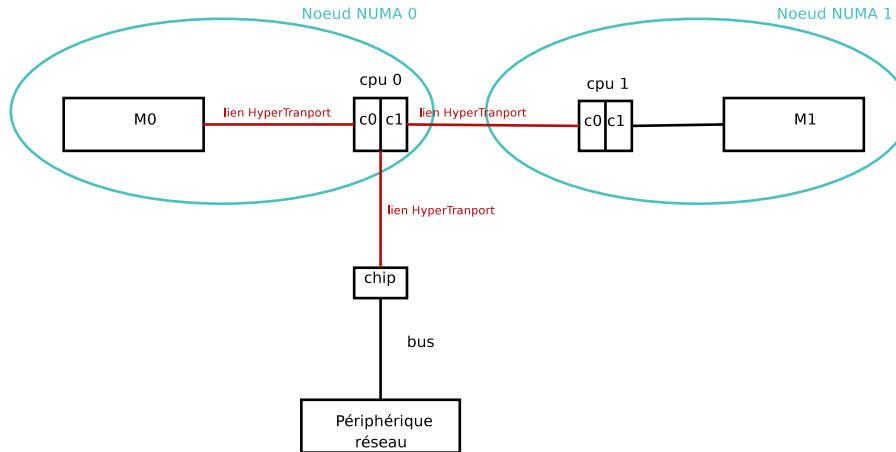 Noeud NUMA 0
Noeud NUMA 1
cpu 0
cpu 1
M0
lien HyperTranport
c0
c1
lien HyperTranport
c0
c1
M1
lien HyperTranport
chip
bus
Périphérique
réseau